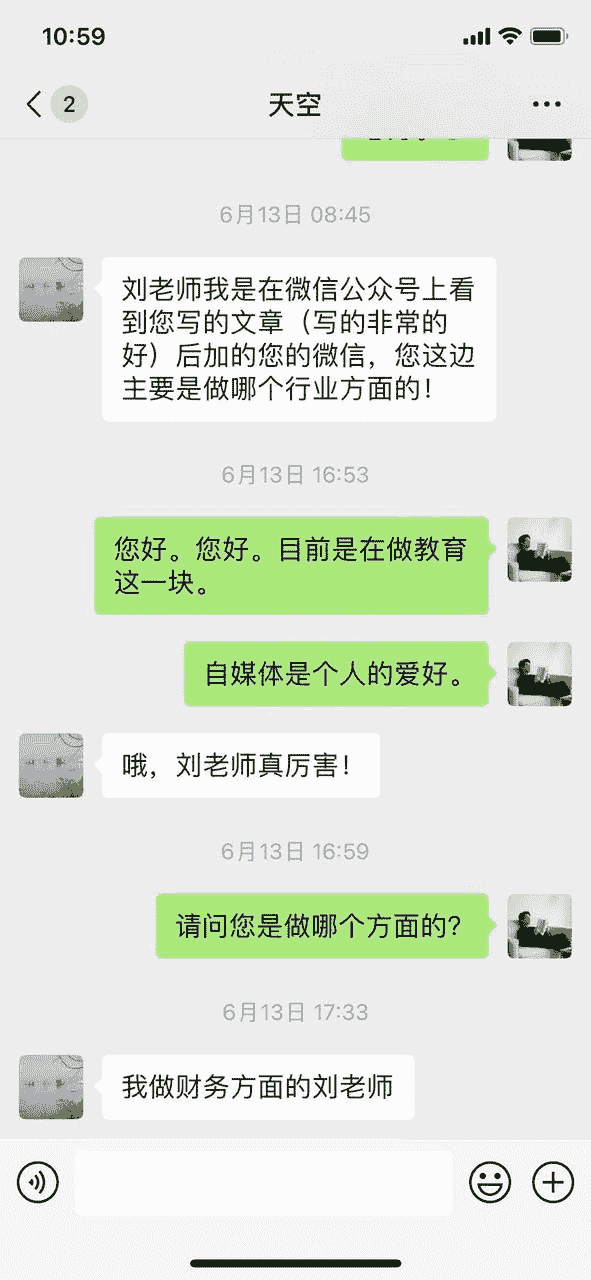 10:59
2
天空
6月13日 08:45
刘老师我是在微信公众号上看
到您写的文章（写的非常的
好）后加的您的微信，您这边
主要是做哪个行业方面的！
6月13日 16:53
您好。您好。目前是在做教育
这一块。
自媒体是个人的爱好。
哦，刘老师真厉害！
6月13日 16:59
请问您是做哪个方面的？
6月13日 17:33
我做财务方面的刘老师